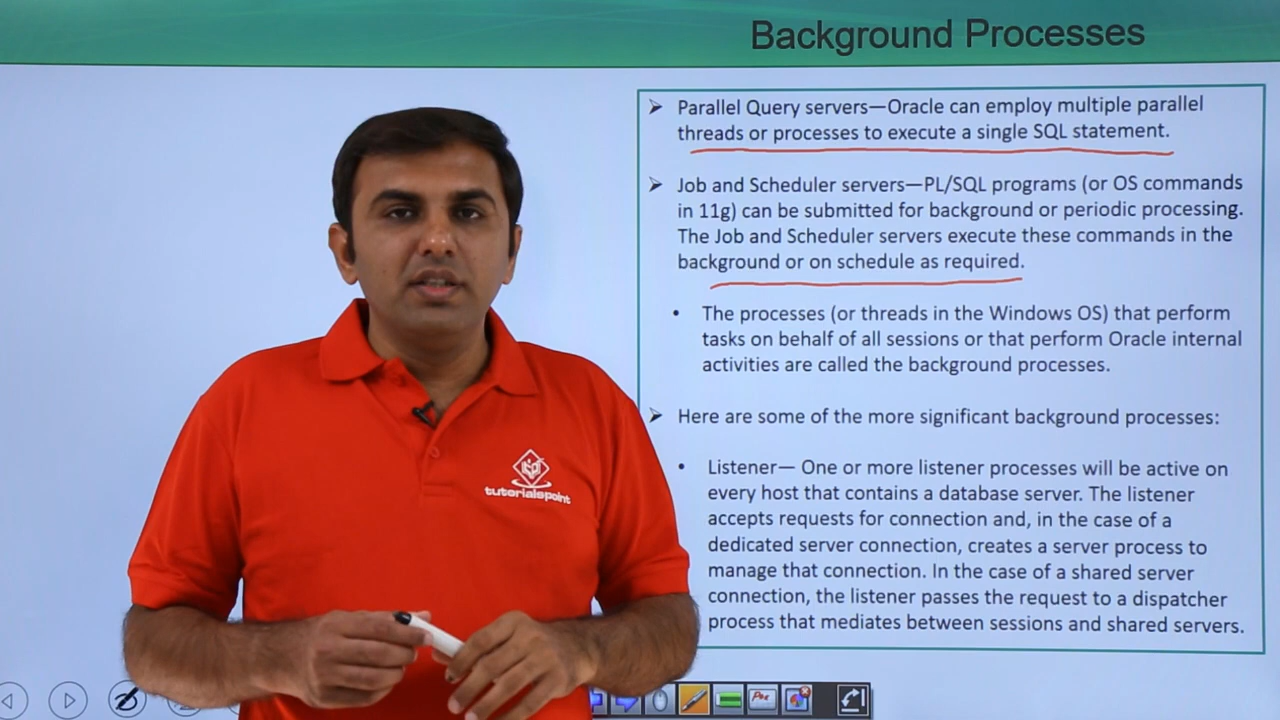 Background Processes
Parallel Query servers—Oracle can employ multiple parallel
threads or processes to execute a single SQL statement.
Job and Scheduler servers—PL/SQL programs (or OS commands
in 11g) can be submitted for background or periodic processing.
The Job and Scheduler servers execute these commands in the
background or on schedule as required.
The processes (or threads in the Windows OS) that perform
tasks on behalf of all sessions or that perform Oracle internal
activities are called the background processes.
Here are some of the more significant background processes:
Listener— One or more listener processes will be active on
every host that contains a database server. The listener
accepts requests for connection and, in the case of a
dedicated server connection, creates a server process to
manage that connection. In the case of a shared server
connection, the listener passes the request to a dispatcher
process that mediates between sessions and shared servers.
tutorialspoint